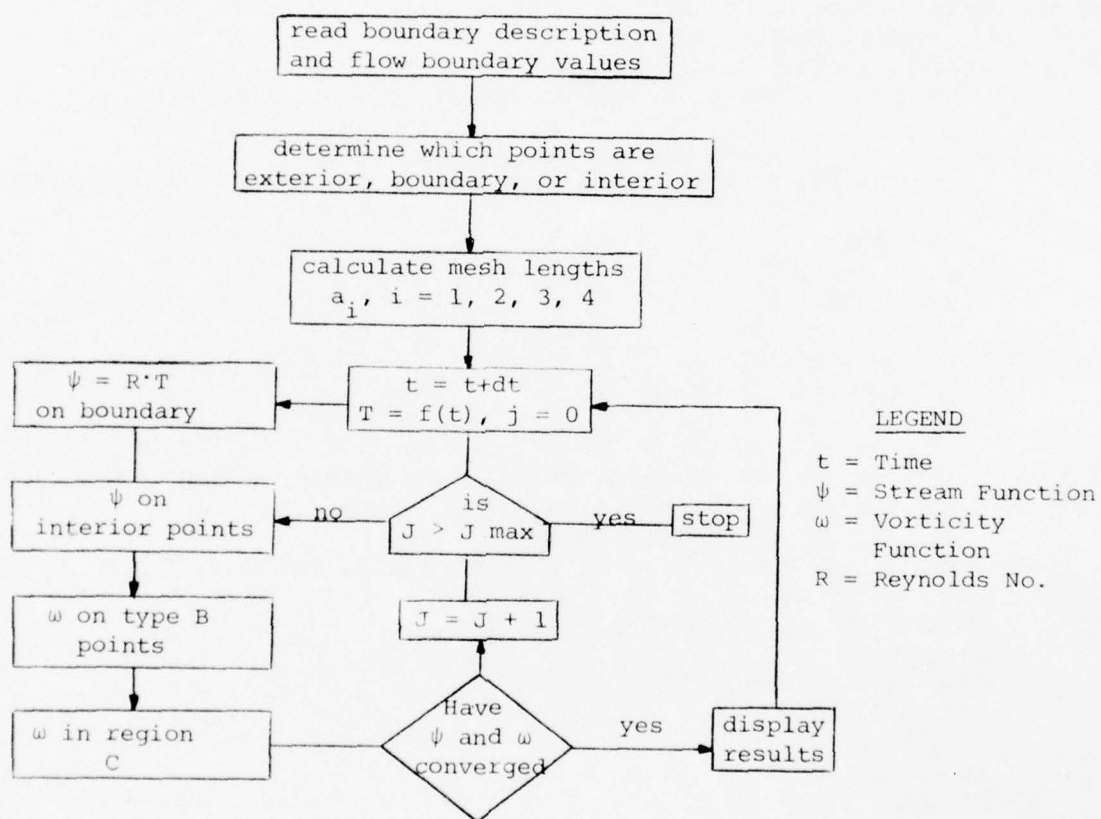 read boundary description
and flow boundary values
determine which points are
exterior, boundary, or interior
calculate mesh lengths
a_i, i = 1, 2, 3, 4
t = t+dt
T = f(t), j = 0
ψ = R·T
on boundary
ψ on
interior points
no
is
J > J max
yes
stop
ω on type B
points
J = J + 1
ω in region
C
Have
ψ and ω
converged
yes
display
results
LEGEND
t = Time
ψ = Stream Function
ω = Vorticity
Function
R = Reynolds No.